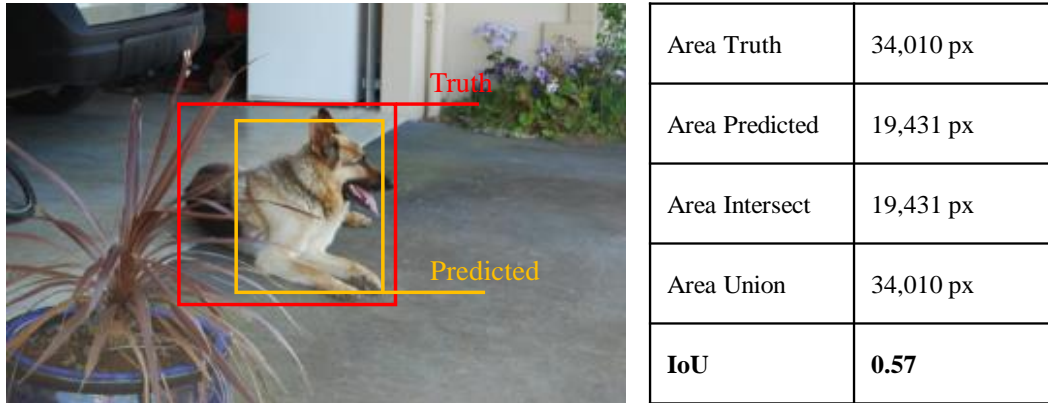 Truth
Predicted
Area Truth 34,010 px
Area Predicted 19,431 px
Area Intersect 19,431 px
Area Union 34,010 px
IoU 0.57